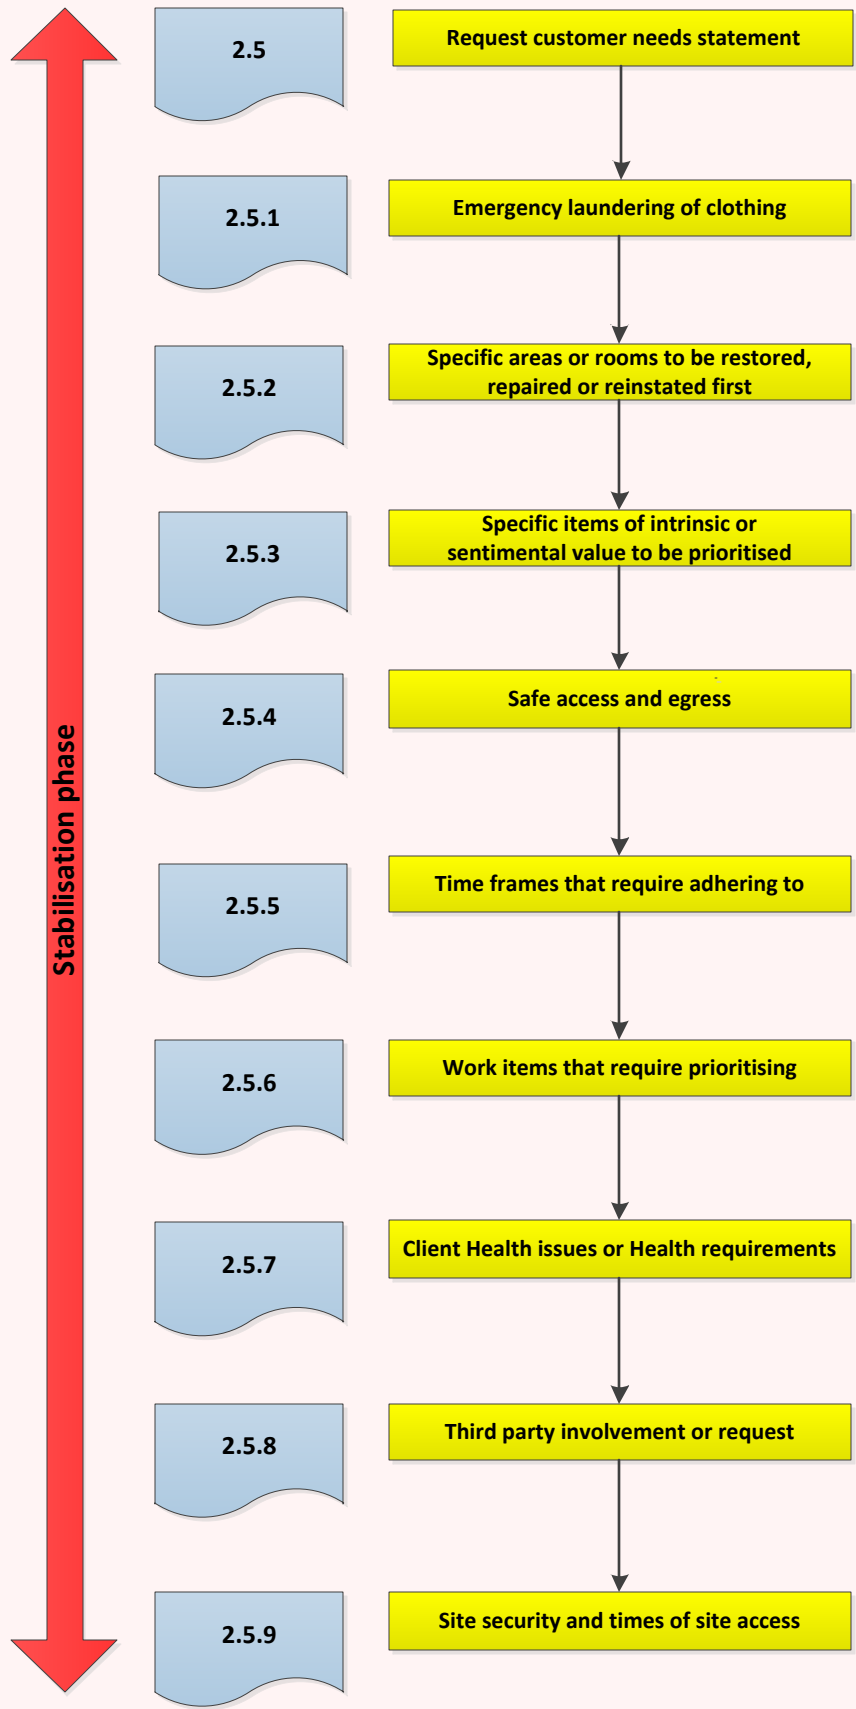 2.5
Request customer needs statement
2.5.1
Emergency laundering of clothing
2.5.2
Specific areas or rooms to be restored,
repaired or reinstated first
2.5.3
Specific items of intrinsic or
sentimental value to be prioritised
2.5.4
Safe access and egress
Stabilisation phase
2.5.5
Time frames that require adhering to
2.5.6
Work items that require prioritising
2.5.7
Client Health issues or Health requirements
2.5.8
Third party involvement or request
2.5.9
Site security and times of site access